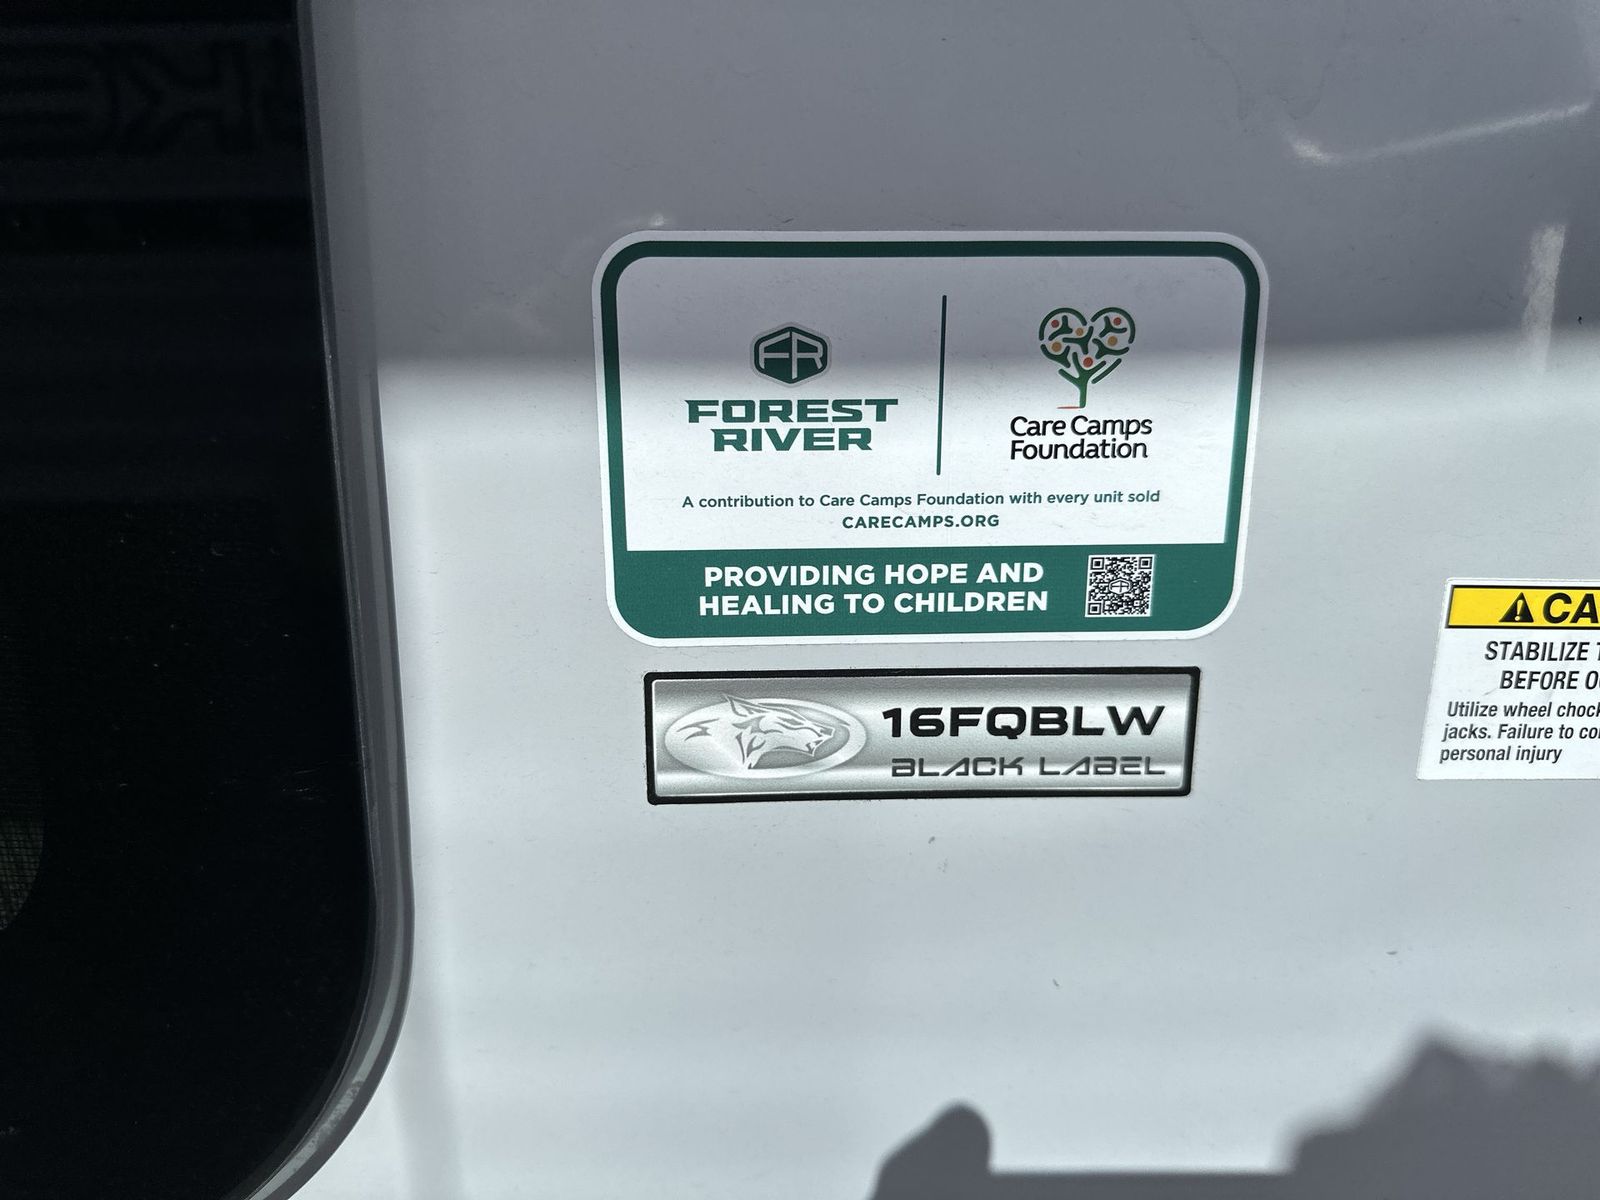 FR
FOREST
RIVER
Care Camps
Foundation
A contribution to Care Camps Foundation with every unit sold
CARECAMPS.ORG
PROVIDING HOPE AND
HEALING TO CHILDREN
16FQBLW
BLACK LABEL
STABILIZE
BEFORE
Utilize wheel
jacks. Failure to
personal injury